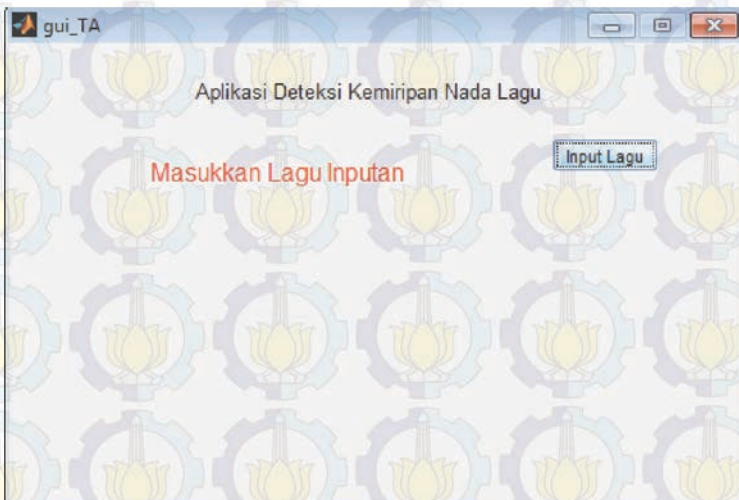 gui_TA
Aplikasi Deteksi Kemiripan Nada Lagu
Input Lagu
Masukkan Lagu Inputan